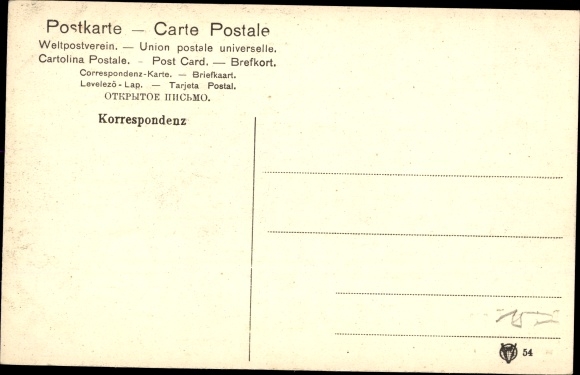 Postkarte — Carte Postale
Weltpostverein. — Union postale universelle.
Cartolina Postale. - Post Card. — Brefkort.
Correspondenz-Karte. — Briefkaart.
Levelező-Lap. — Tarjeta Postal.
ОТКРЫТОЕ ПИСЬМО.
Korrespondenz
54